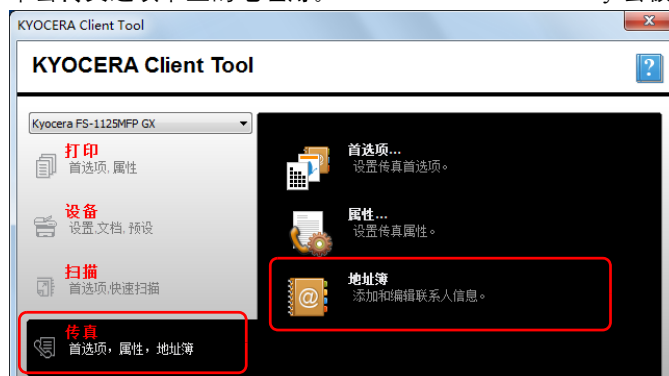 KYOCERA Client Tool
KYOCERA Client Tool
Kyocera FS-1125MFP GX
打印
首选项, 属性
设备
设置,文档, 预设
扫描
首选项,快速扫描
传真
首选项，属性，地址簿
首选项...
设置传真首选项。
属性...
设置传真属性。
地址簿
添加和编辑联系人信息。